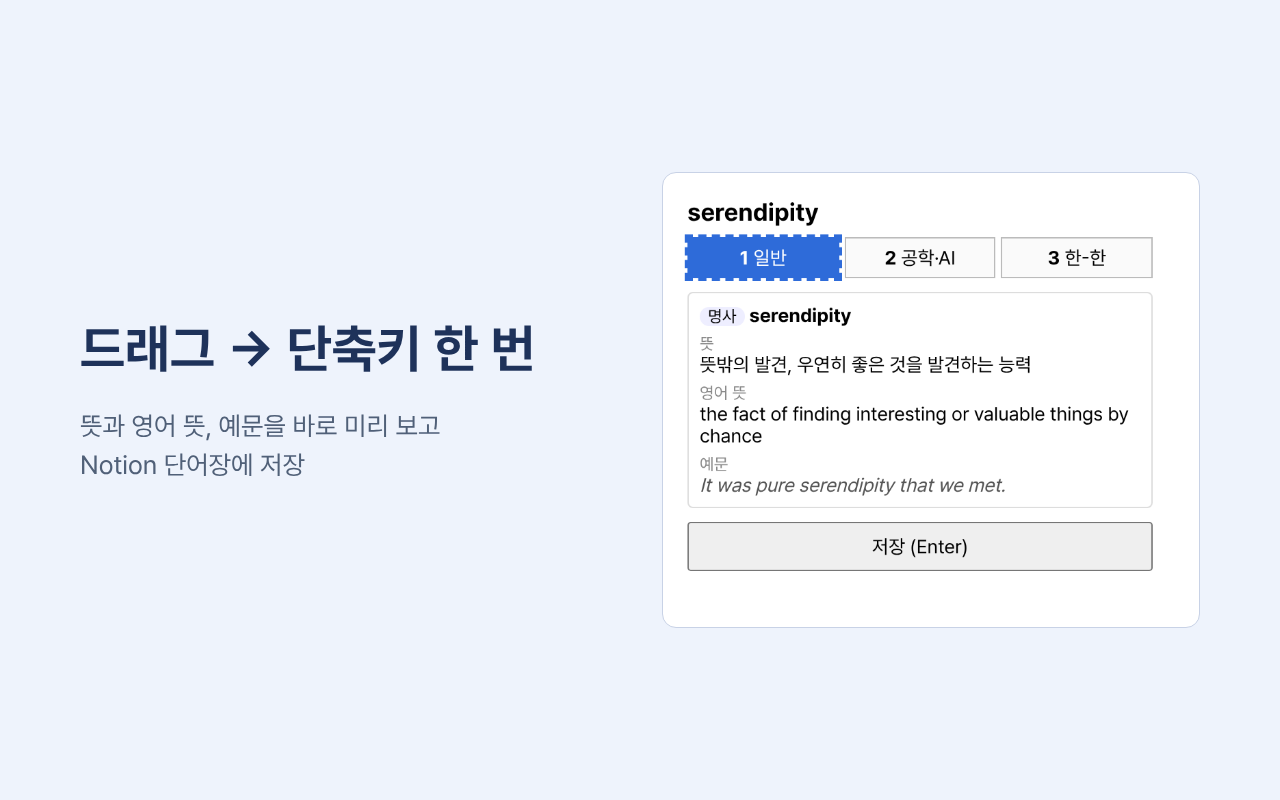 드래그 → 단축키 한 번
뜻과 영어 뜻, 예문을 바로 미리 보고
Notion 단어장에 저장
serendipity
1 일반
2 공학·AI
3 한-한
명사 serendipity
뜻
뜻밖의 발견, 우연히 좋은 것을 발견하는 능력
영어 뜻
the fact of finding interesting or valuable things by
chance
예문
It was pure serendipity that we met.
저장 (Enter)